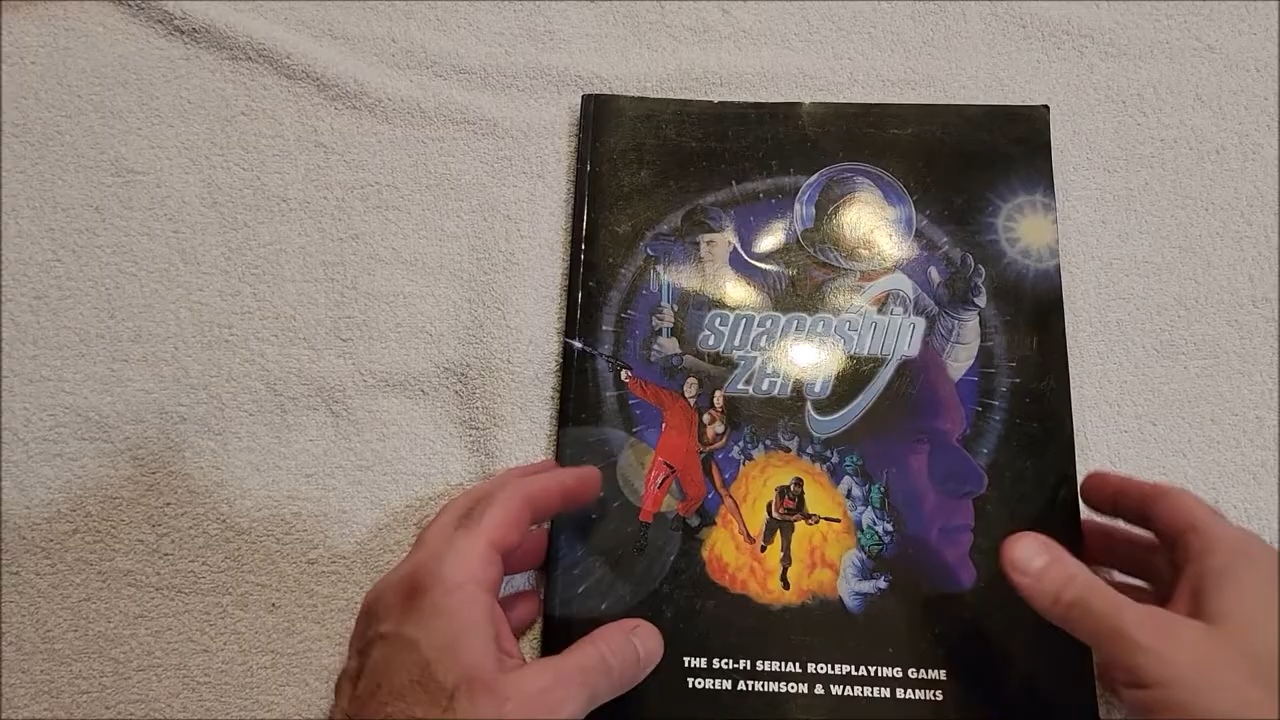 spaceship
zero
THE SCI-FI SERIAL ROLEPLAYING GAME
TOREN ATKINSON & WARREN BANKS